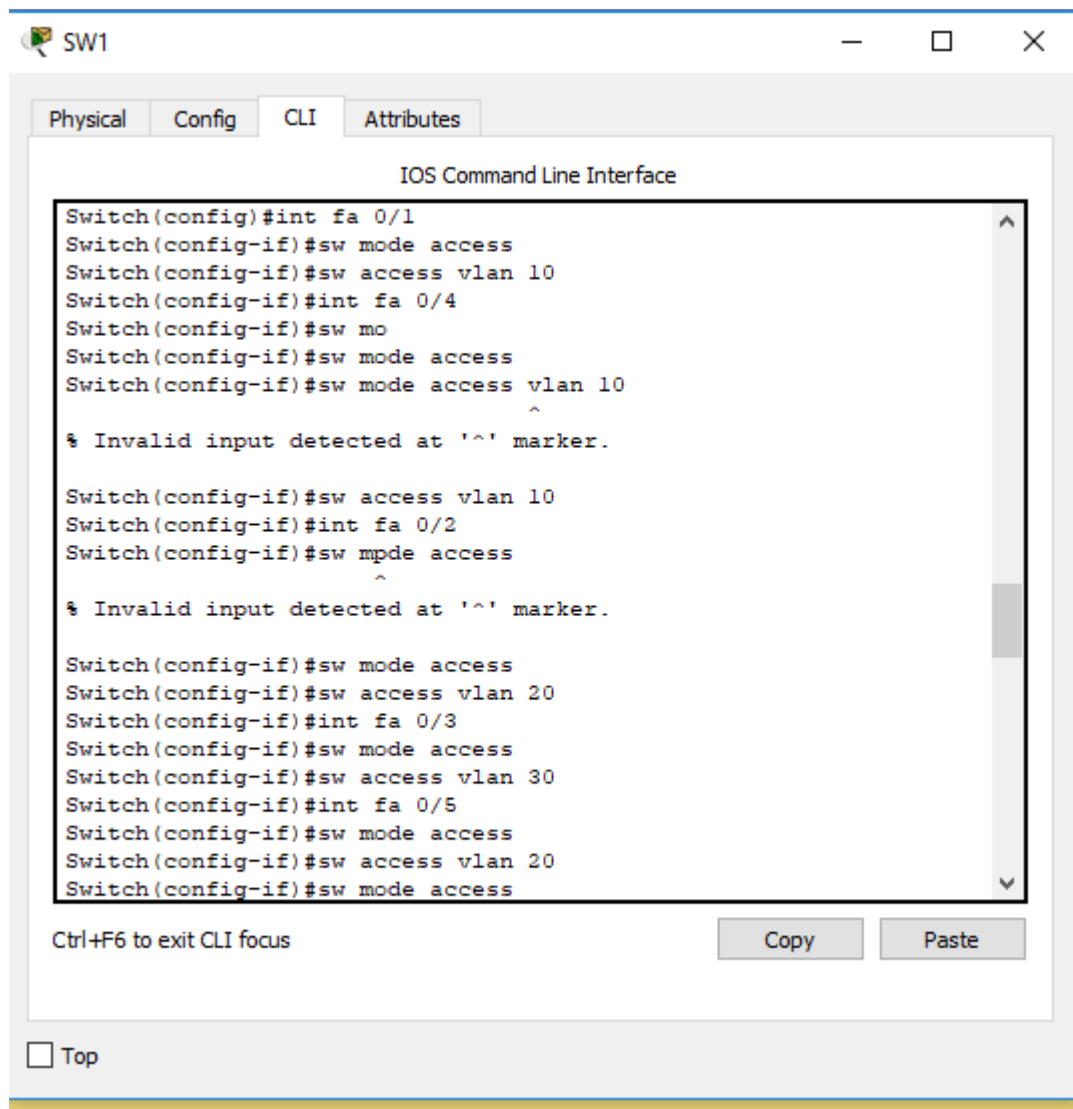 SW1
Physical Config CLI Attributes
IOS Command Line Interface
Switch(config)#int fa 0/1
Switch(config-if)#sw mode access
Switch(config-if)#sw access vlan 10
Switch(config-if)#int fa 0/4
Switch(config-if)#sw mo
Switch(config-if)#sw mode access
Switch(config-if)#sw mode access vlan 10
^
% Invalid input detected at '^' marker.
Switch(config-if)#sw access vlan 10
Switch(config-if)#int fa 0/2
Switch(config-if)#sw mpde access
^
% Invalid input detected at '^' marker.
Switch(config-if)#sw mode access
Switch(config-if)#sw access vlan 20
Switch(config-if)#int fa 0/3
Switch(config-if)#sw mode access
Switch(config-if)#sw access vlan 30
Switch(config-if)#int fa 0/5
Switch(config-if)#sw mode access
Switch(config-if)#sw access vlan 20
Switch(config-if)#sw mode access
Ctrl+F6 to exit CLI focus
Copy Paste
Top